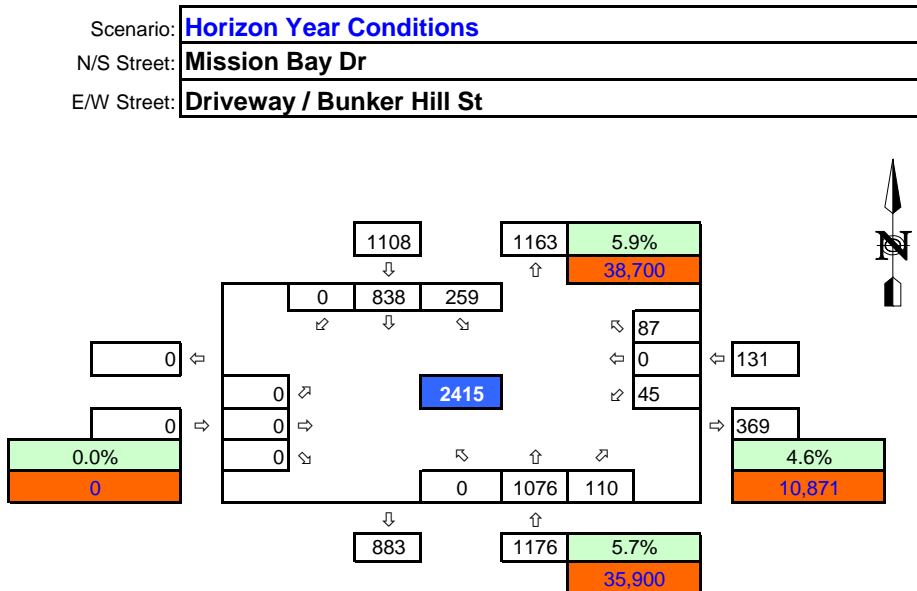 Scenario: Horizon Year Conditions
N/S Street: Mission Bay Dr
E/W Street: Driveway / Bunker Hill St
N
1108 1163 5.9%
⇩ ⇧ 38,700
0 838 259
⬃ ⇩ ⬂ ⬁ 87
0 ⇦ ⇦ 0 ⇦ 131
0 ⬀ 2415 ⬃ 45
0 ⇨ 0 ⇨ ⇨ 369
0.0% 0 ⬂ ⬁ ⇧ ⬀ 4.6%
0 0 1076 110 10,871
⇩ ⇧
883 1176 5.7%
35,900